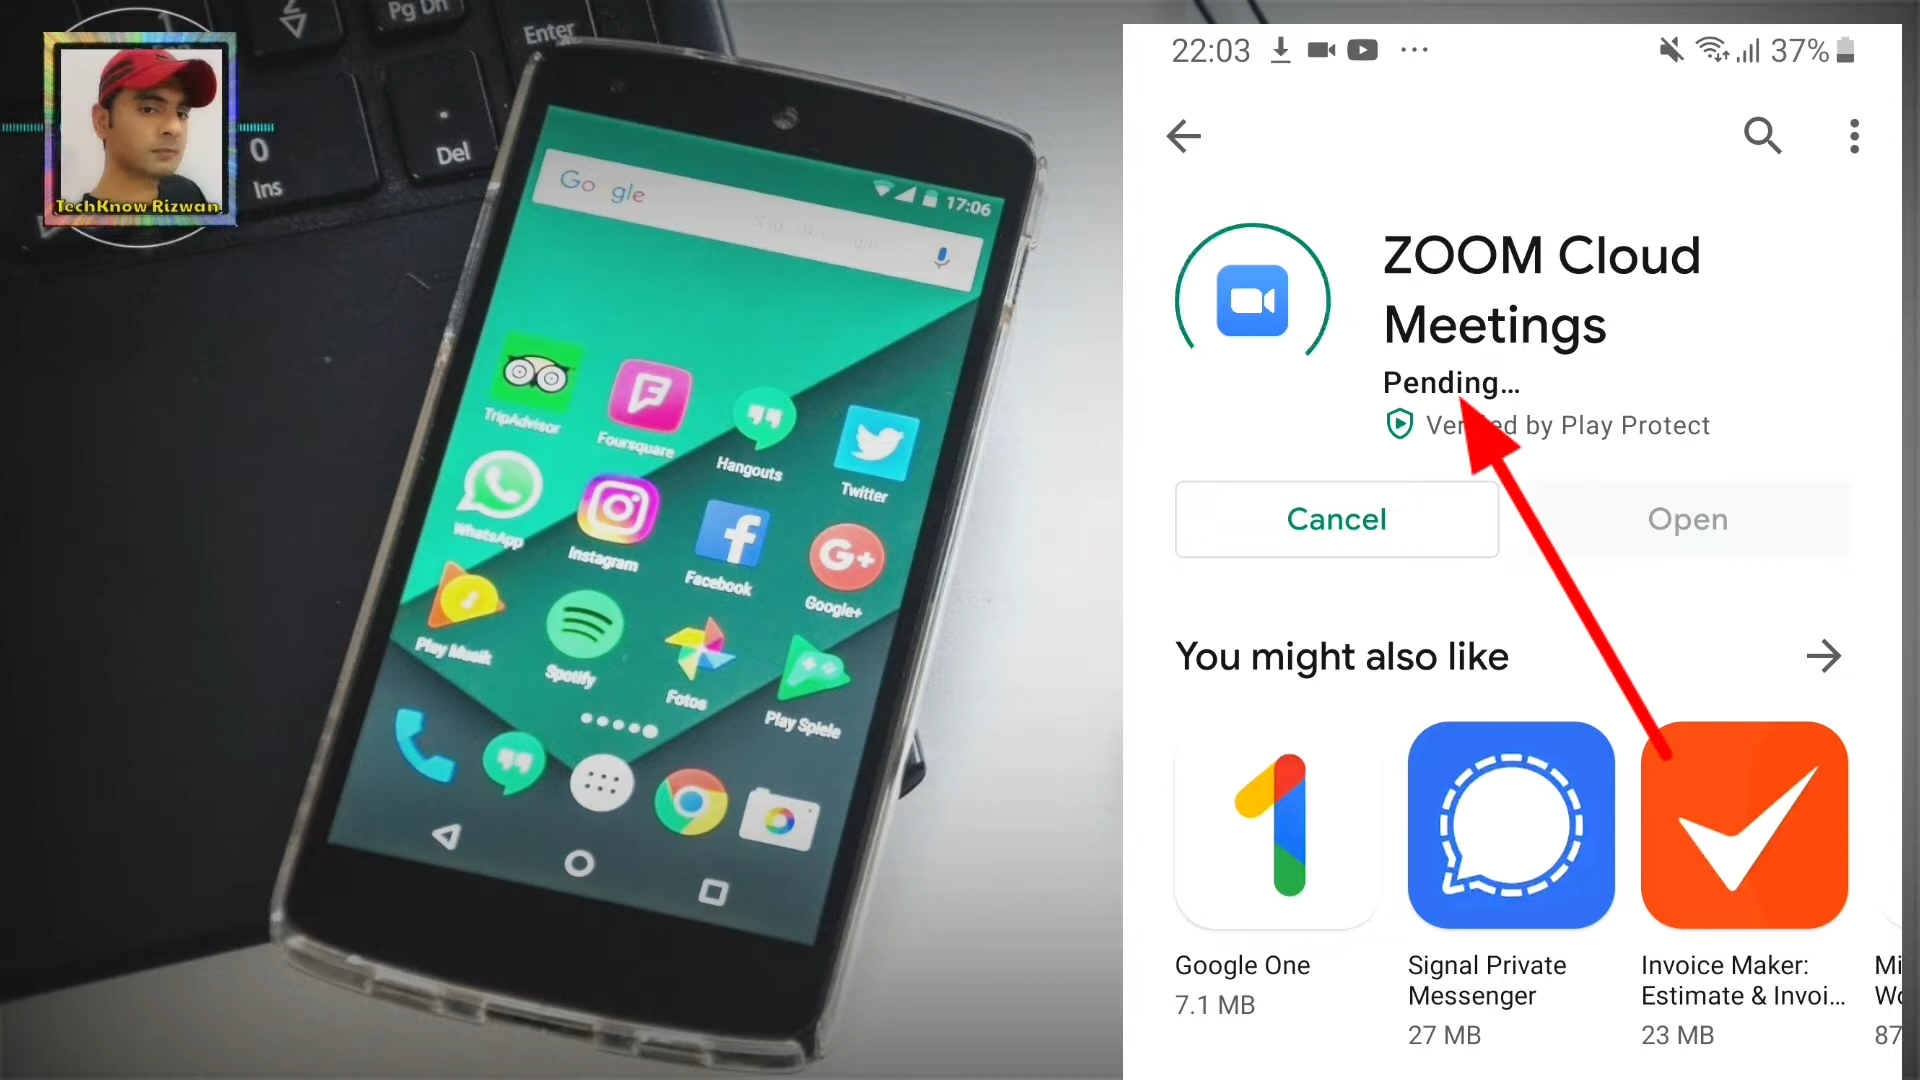 Pg Dn
Enter
0
Ins
Del
TechKnow Rizwan
Google
17:06
TripAdvisor
Foursquare
Hangouts
Twitter
WhatsApp
Instagram
Facebook
Google+
Play Musik
Spotify
Fotos
Play Spiele
22:03
37%
ZOOM Cloud
Meetings
Pending...
by Play Protect
Cancel
Open
You might also like
Google One
7.1 MB
Signal Private
Messenger
27 MB
Invoice Maker:
Estimate & Invoi...
23 MB
87